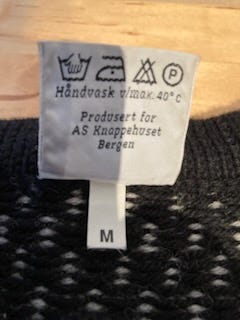 P
Håndvask v/max. 40° C
Produsert for
AS Knappehuset
Bergen
M